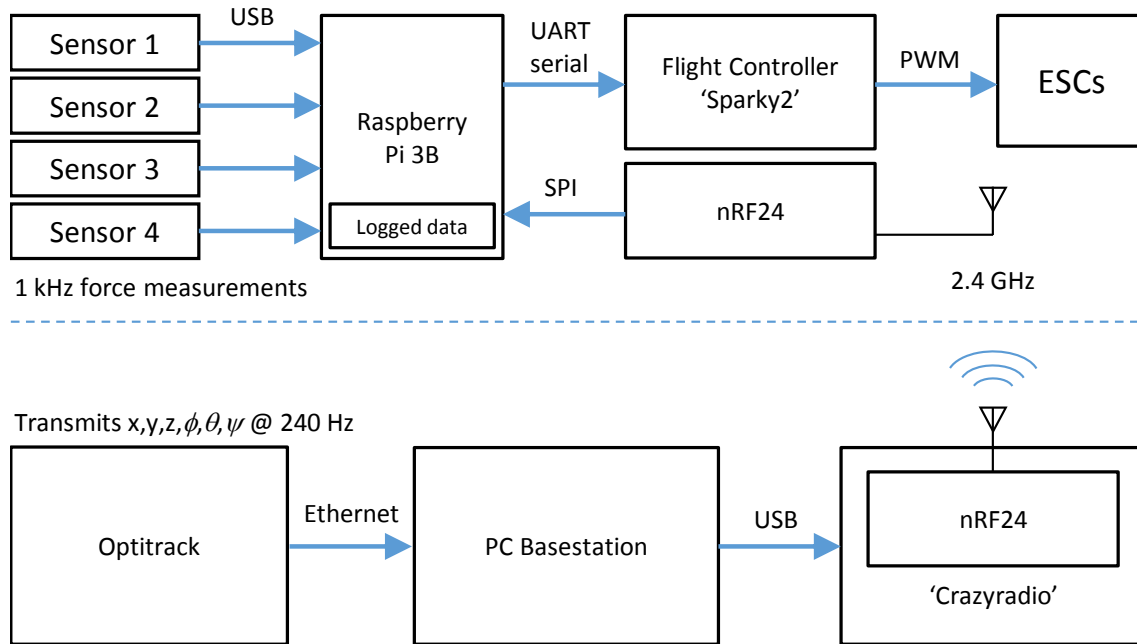 Sensor 1
USB
Sensor 2
Sensor 3
Sensor 4
1 kHz force measurements
Raspberry
Pi 3B
Logged data
UART
serial
Flight Controller
‘Sparky2’
PWM
ESCs
SPI
nRF24
2.4 GHz
Transmits x,y,z,ϕ,θ,ψ @ 240 Hz
Optitrack
Ethernet
PC Basestation
USB
nRF24
‘Crazyradio’